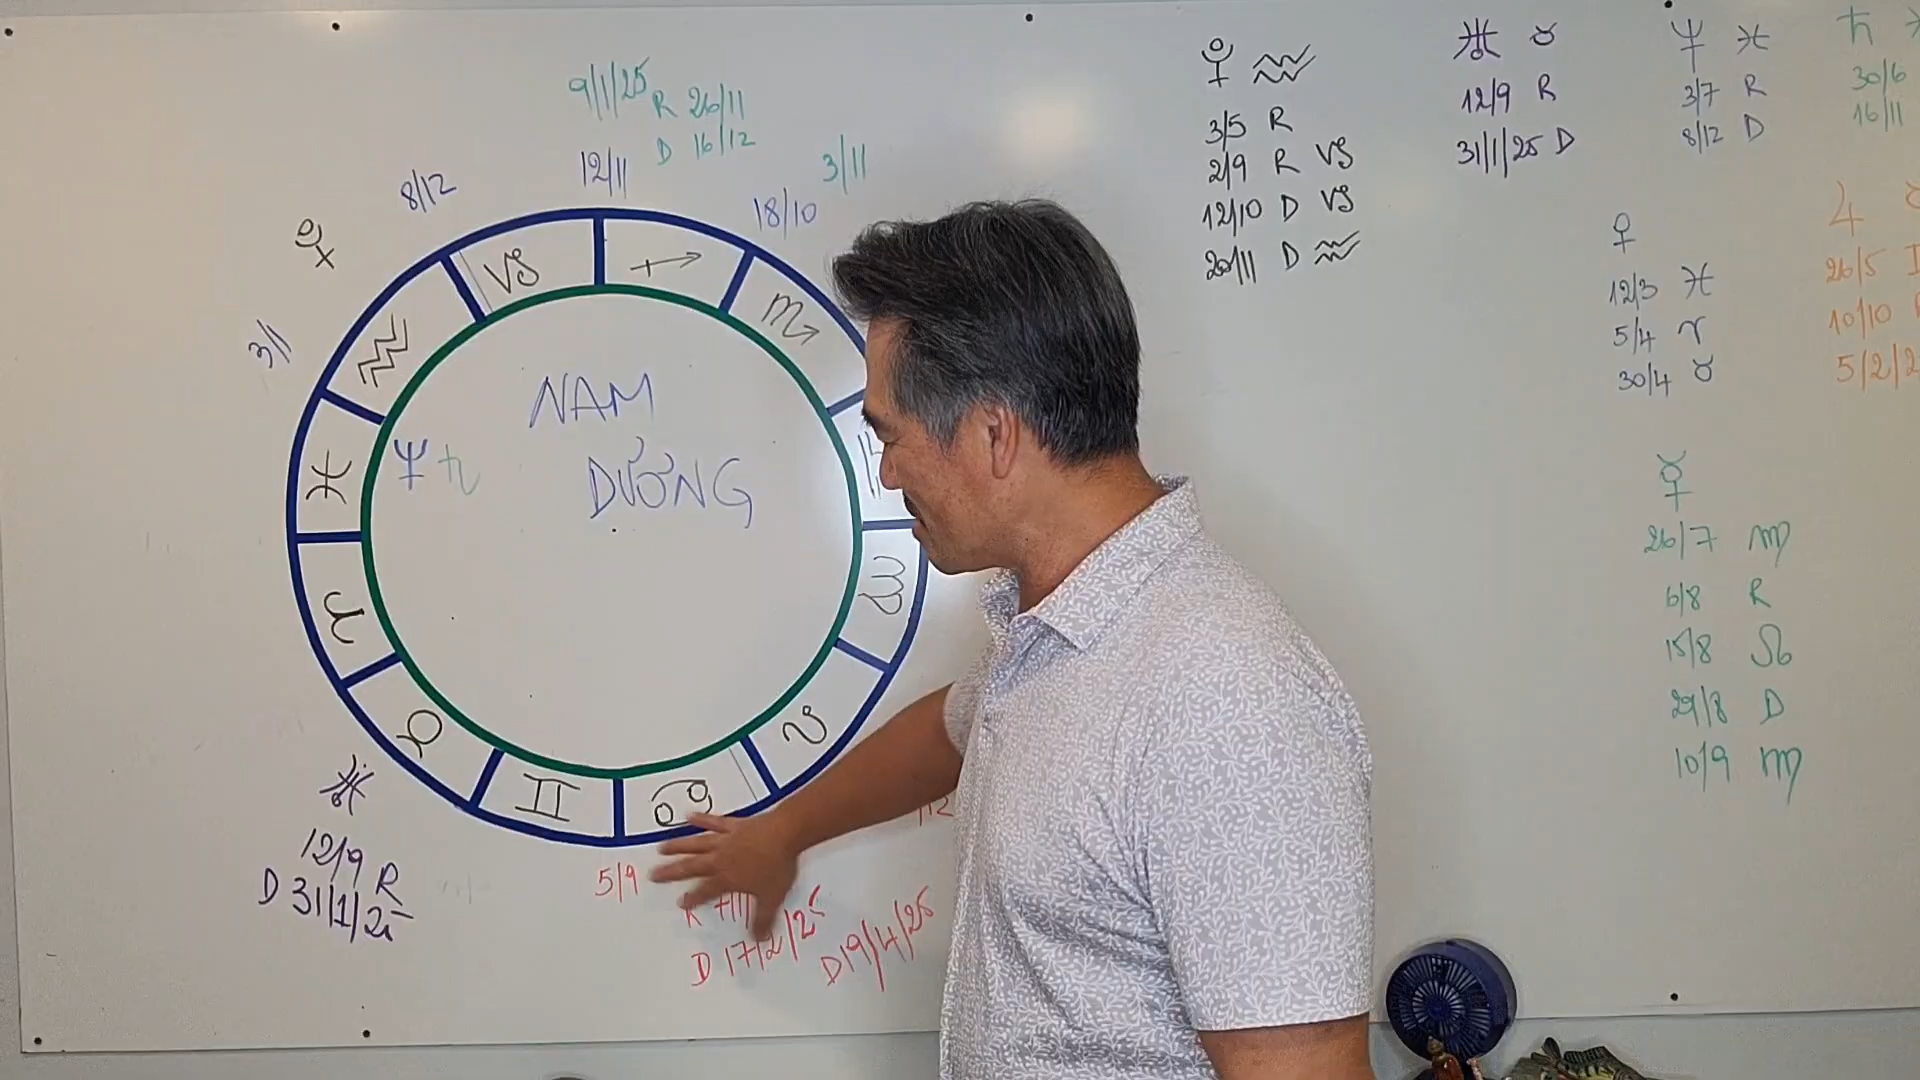 9/1/25 R 26/11
D 16/12
12/11
3/11
8/12
18/10
3/1
NAM
DƯƠNG
♆ ♄
♑
♐
♏
♒
♓
♈
♉
♊
♋
♌
♍
12/9 R
D 31/1/25
5/9
D 17/2/25
D 19/4/25
♒
3/5 R
2/9 R ♑
12/10 D ♑
20/11 D ♒
♅ ♉
12/9 R
31/1/25 D
♆ ♓
3/7 R
8/12 D
♄
30/6
16/11
♀
12/3 ♓
5/4 ♈
30/4 ♉
♃
26/5
10/10
5/2/2
☿
26/7 ♍
6/8 R
15/8 ♌
29/8 D
10/9 ♍